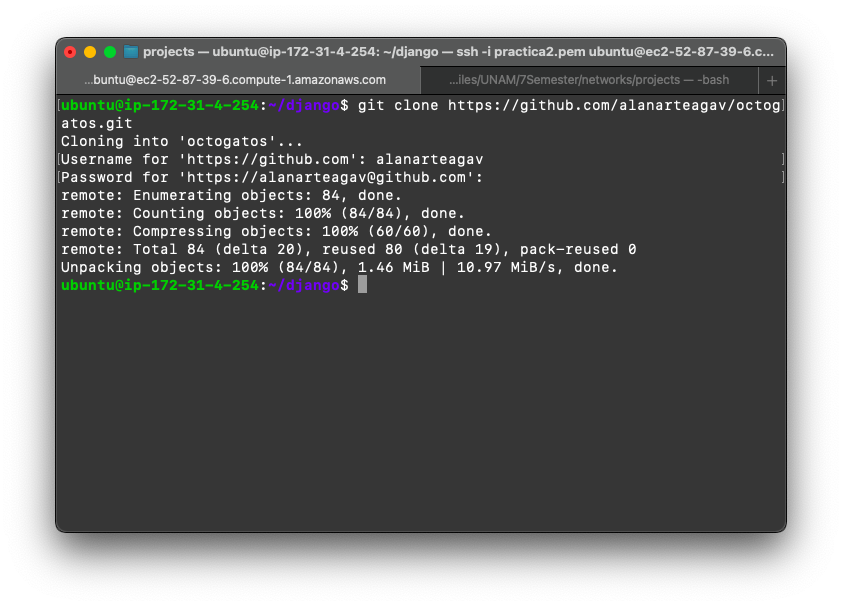 projects — ubuntu@ip-172-31-4-254: ~/django — ssh -i practica2.pem ubuntu@ec2-52-87-39-6.c...
...buntu@ec2-52-87-39-6.compute-1.amazonaws.com
...iles/UNAM/7Semester/networks/projects — -bash
+
[ubuntu@ip-172-31-4-254:~/django$ git clone https://github.com/alanarteagav/octog]
atos.git
Cloning into 'octogatos'...
[Username for 'https://github.com': alanarteagav ]
[Password for 'https://alanarteagav@github.com': ]
remote: Enumerating objects: 84, done.
remote: Counting objects: 100% (84/84), done.
remote: Compressing objects: 100% (60/60), done.
remote: Total 84 (delta 20), reused 80 (delta 19), pack-reused 0
Unpacking objects: 100% (84/84), 1.46 MiB | 10.97 MiB/s, done.
ubuntu@ip-172-31-4-254:~/django$